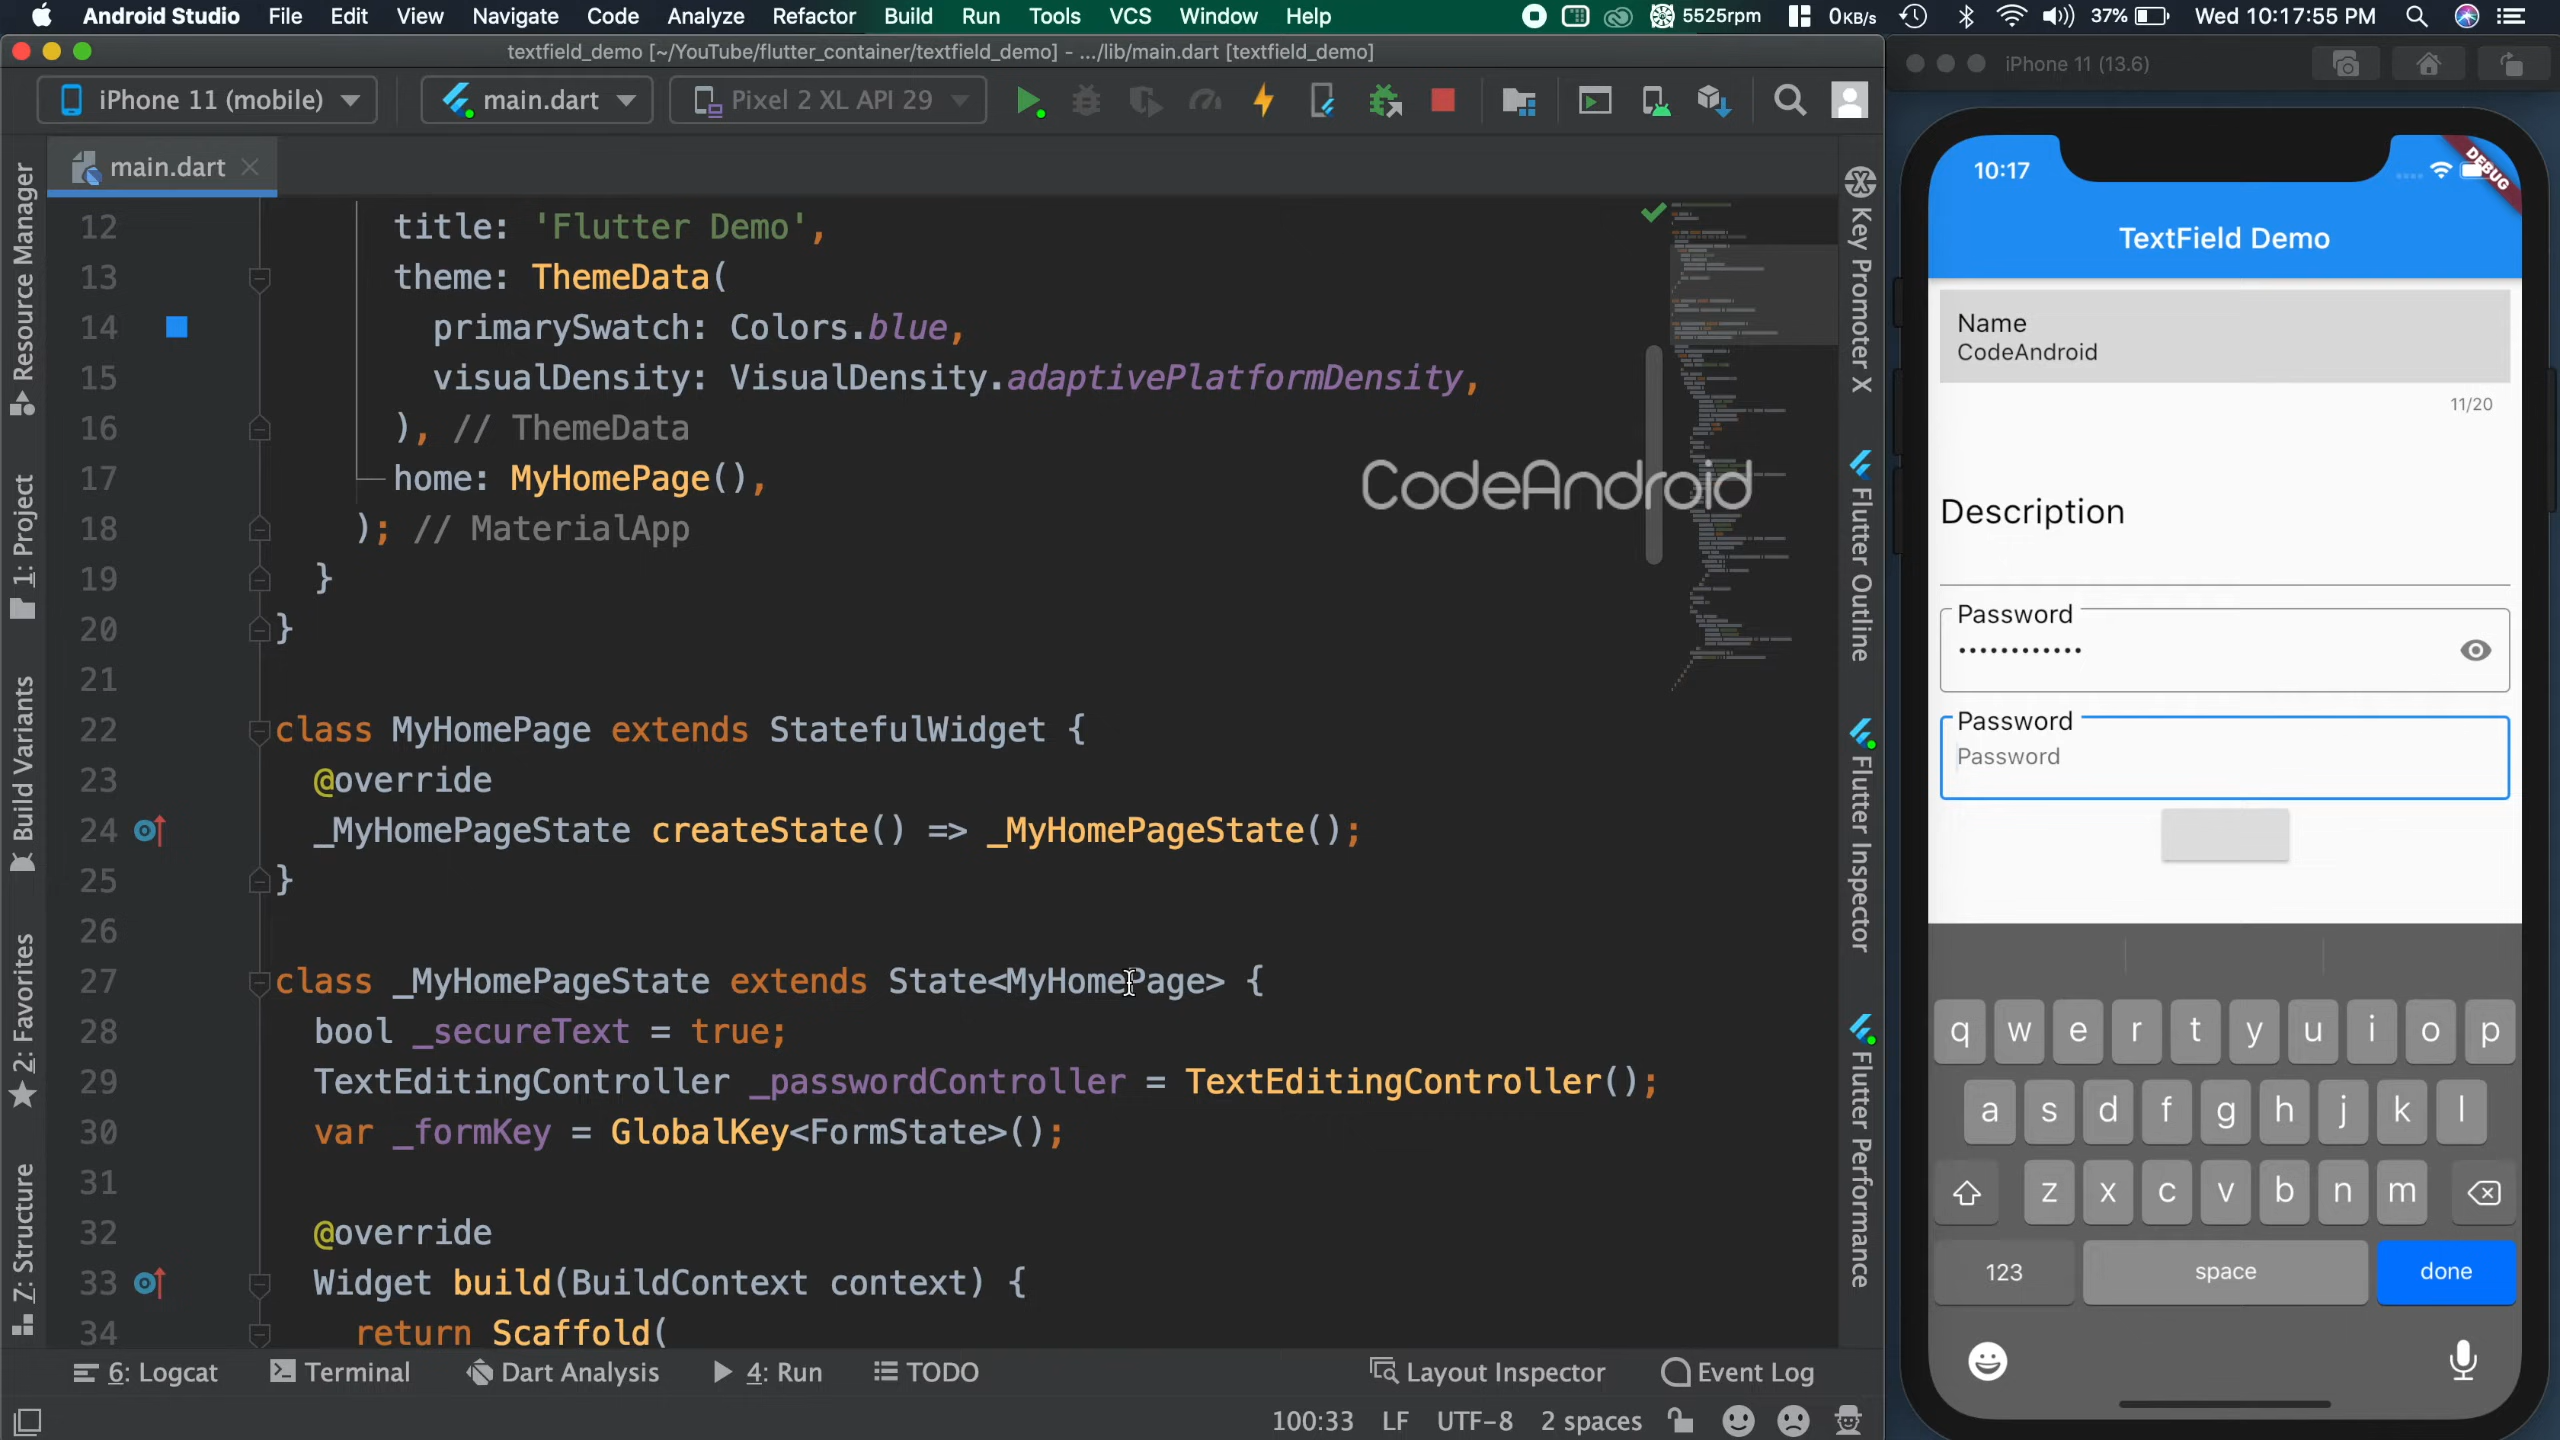 Android Studio File Edit View Navigate Code Analyze Refactor Build Run Tools VCS Window Help 5525rpm 0KB/s 37% Wed 10:17:55 PM
textfield_demo [~/YouTube/flutter_container/textfield_demo] - .../lib/main.dart [textfield_demo]
iPhone 11 (mobile) main.dart Pixel 2 XL API 29
main.dart
Resource Manager
1: Project
Build Variants
2: Favorites
7: Structure
12 title: 'Flutter Demo',
13 theme: ThemeData(
14 primarySwatch: Colors.blue,
15 visualDensity: VisualDensity.adaptivePlatformDensity,
16 ), // ThemeData
17 home: MyHomePage(),
18 ); // MaterialApp
19 }
20 }
21
22 class MyHomePage extends StatefulWidget {
23 @override
24 _MyHomePageState createState() => _MyHomePageState();
25 }
26
27 class _MyHomePageState extends State<MyHomePage> {
28 bool _secureText = true;
29 TextEditingController _passwordController = TextEditingController();
30 var _formKey = GlobalKey<FormState>();
31
32 @override
33 Widget build(BuildContext context) {
34 return Scaffold(
CodeAndroid
Key Promoter X
Flutter Outline
Flutter Inspector
Flutter Performance
6: Logcat Terminal Dart Analysis 4: Run TODO Layout Inspector Event Log
100:33 LF UTF-8 2 spaces
iPhone 11 (13.6)
10:17
DEBUG
TextField Demo
Name
CodeAndroid
11/20
Description
Password
••••••••••••
Password
Password
q w e r t y u i o p
a s d f g h j k l
z x c v b n m
123 space done